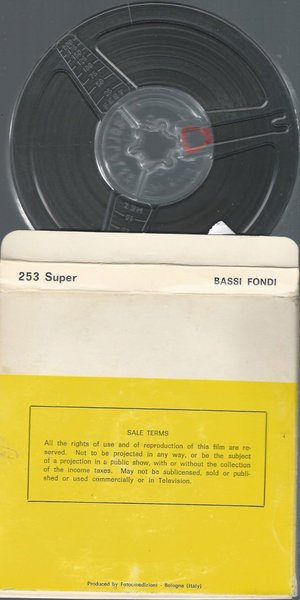 253 Super BASSI FONDI
SALE TERMS
All the rights of use and of reproduction of this film are re-
served. Not to be projected in any way, or be the subject
of a projection in a public show, with or without the collection
of the income taxes. May not be sublicensed, sold or publi-
shed or used commercially or in Television.
Produced by Fotocinedizioni - Bologna (Italy)